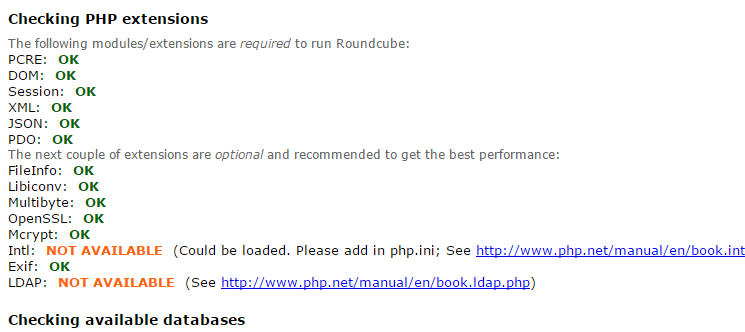 Checking PHP extensions
The following modules/extensions are required to run Roundcube:
PCRE: OK
DOM: OK
Session: OK
XML: OK
JSON: OK
PDO: OK
The next couple of extensions are optional and recommended to get the best performance:
FileInfo: OK
Libiconv: OK
Multibyte: OK
OpenSSL: OK
Mcrypt: OK
Intl: NOT AVAILABLE (Could be loaded. Please add in php.ini; See http://www.php.net/manual/en/book.int
Exif: OK
LDAP: NOT AVAILABLE (See http://www.php.net/manual/en/book.ldap.php)
Checking available databases